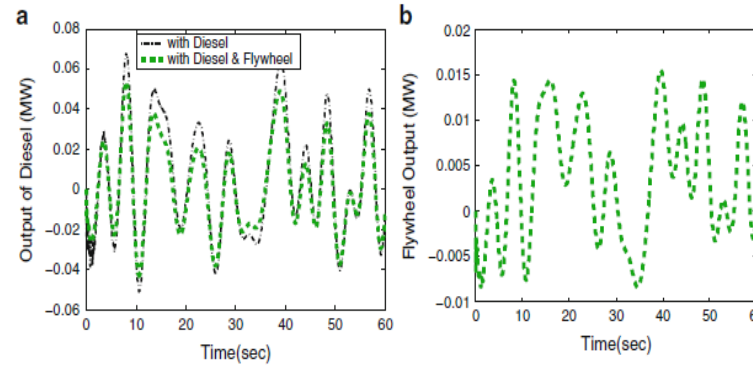 a
0.08
0.06
0.04
0.02
0
−0.02
−0.04
−0.06
Output of Diesel (MW)
with Diesel
with Diesel & Flywheel
0 10 20 30 40 50 60
Time(sec)
b
0.02
0.015
0.01
0.005
0
−0.005
−0.01
Flywheel Output (MW)
0 10 20 30 40 50 60
Time(sec)